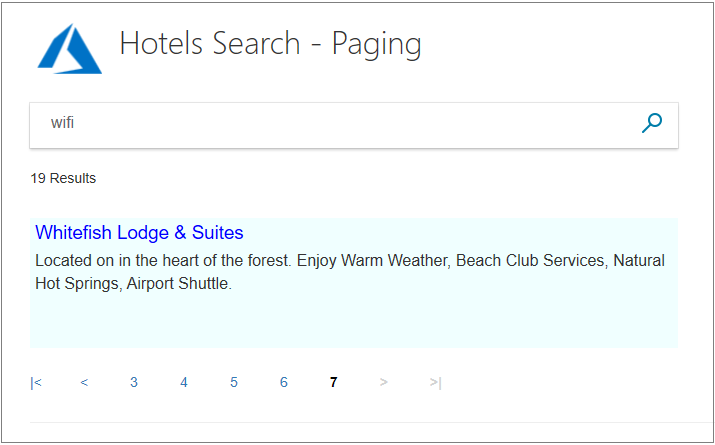 Hotels Search - Paging
wifi
19 Results
Whitefish Lodge & Suites
Located on in the heart of the forest. Enjoy Warm Weather, Beach Club Services, Natural
Hot Springs, Airport Shuttle.
|< < 3 4 5 6 7 > >|